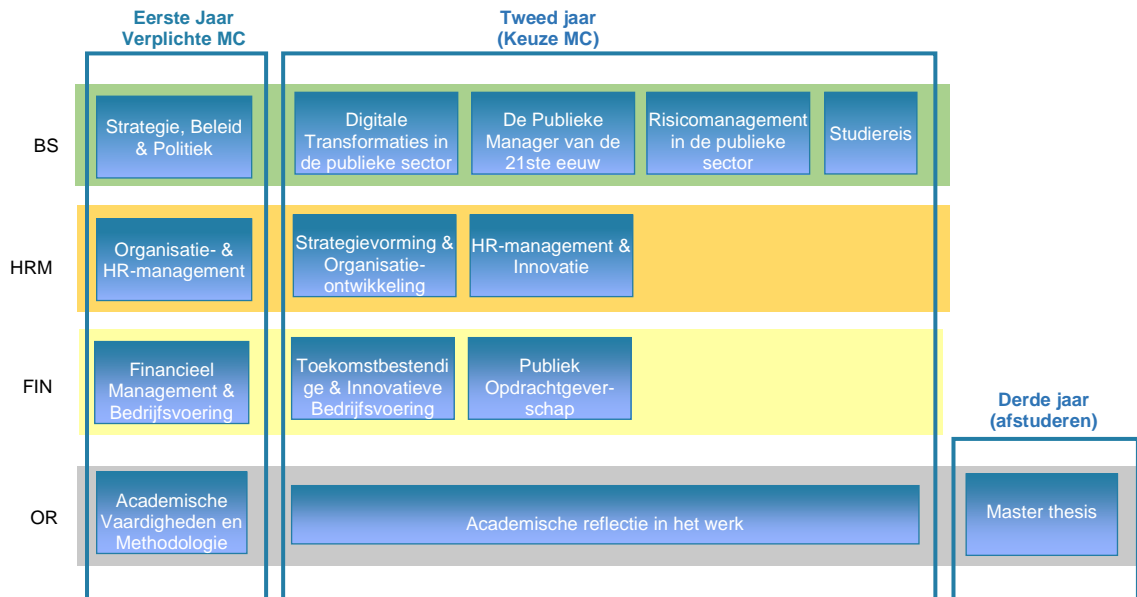 Eerste Jaar
Verplichte MC
Tweed jaar
(Keuze MC)
BS
Strategie, Beleid
& Politiek
Digitale
Transformaties in
de publieke sector
De Publieke
Manager van de
21ste eeuw
Risicomanagement
in de publieke
sector
Studiereis
HRM
Organisatie- &
HR-management
Strategievorming &
Organisatie-
ontwikkeling
HR-management &
Innovatie
FIN
Financieel
Management &
Bedrijfsvoering
Toekomstbestendi
ge & Innovatieve
Bedrijfsvoering
Publiek
Opdrachtgever-
schap
Derde jaar
(afstuderen)
OR
Academische
Vaardigheden en
Methodologie
Academische reflectie in het werk
Master thesis